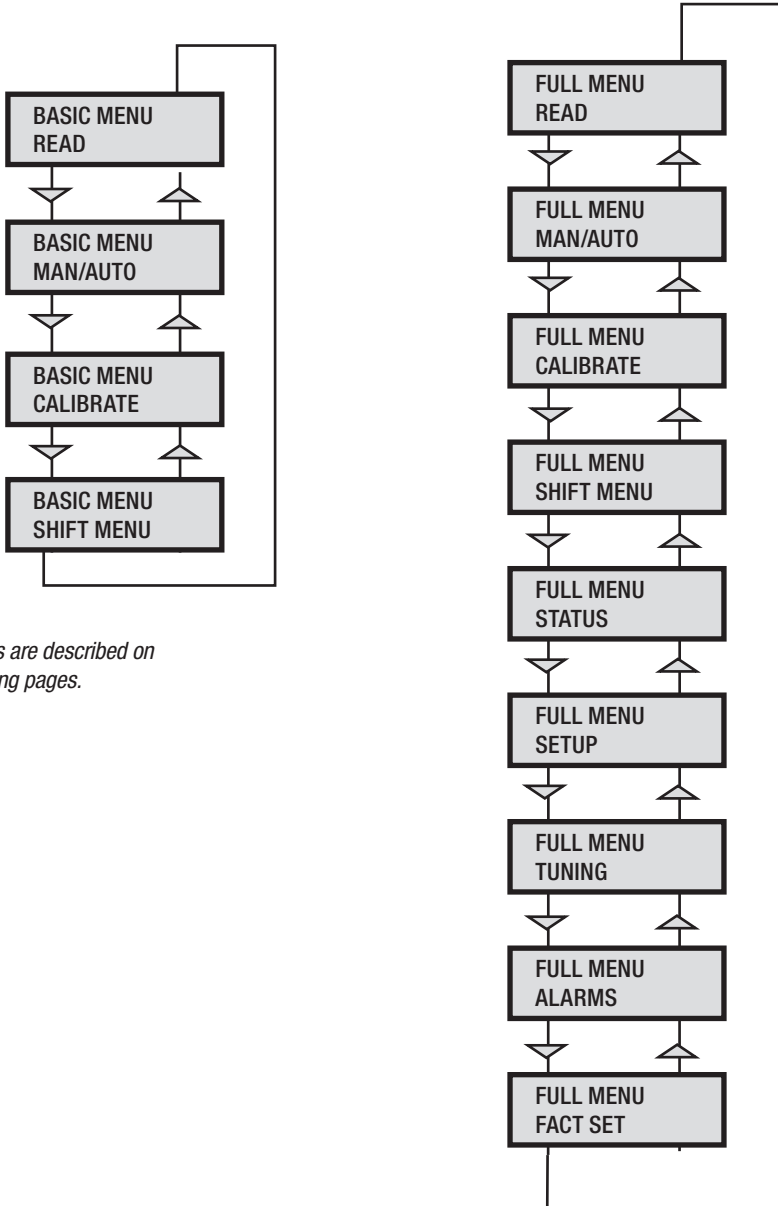 BASIC MENU
READ
BASIC MENU
MAN/AUTO
BASIC MENU
CALIBRATE
BASIC MENU
SHIFT MENU
are described on
pages.
FULL MENU
READ
FULL MENU
MAN/AUTO
FULL MENU
CALIBRATE
FULL MENU
SHIFT MENU
FULL MENU
STATUS
FULL MENU
SETUP
FULL MENU
TUNING
FULL MENU
ALARMS
FULL MENU
FACT SET